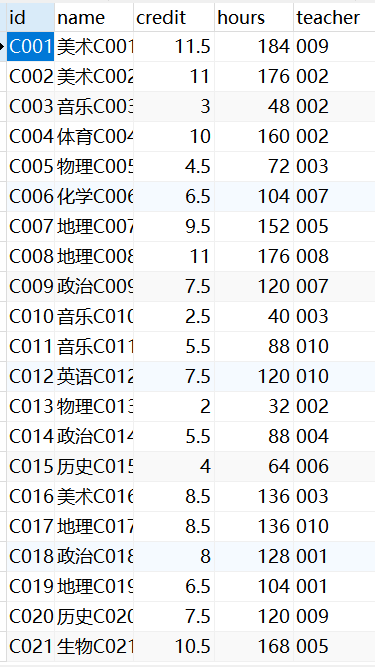 id name credit hours teacher
C001 美术C001 11.5 184 009
C002 美术C002 11 176 002
C003 音乐C003 3 48 002
C004 体育C004 10 160 002
C005 物理C005 4.5 72 003
C006 化学C006 6.5 104 007
C007 地理C007 9.5 152 005
C008 地理C008 11 176 008
C009 政治C009 7.5 120 007
C010 音乐C010 2.5 40 003
C011 音乐C011 5.5 88 010
C012 英语C012 7.5 120 010
C013 物理C013 2 32 002
C014 政治C014 5.5 88 004
C015 历史C015 4 64 006
C016 美术C016 8.5 136 003
C017 地理C017 8.5 136 010
C018 政治C018 8 128 001
C019 地理C019 6.5 104 001
C020 历史C020 7.5 120 009
C021 生物C021 10.5 168 005